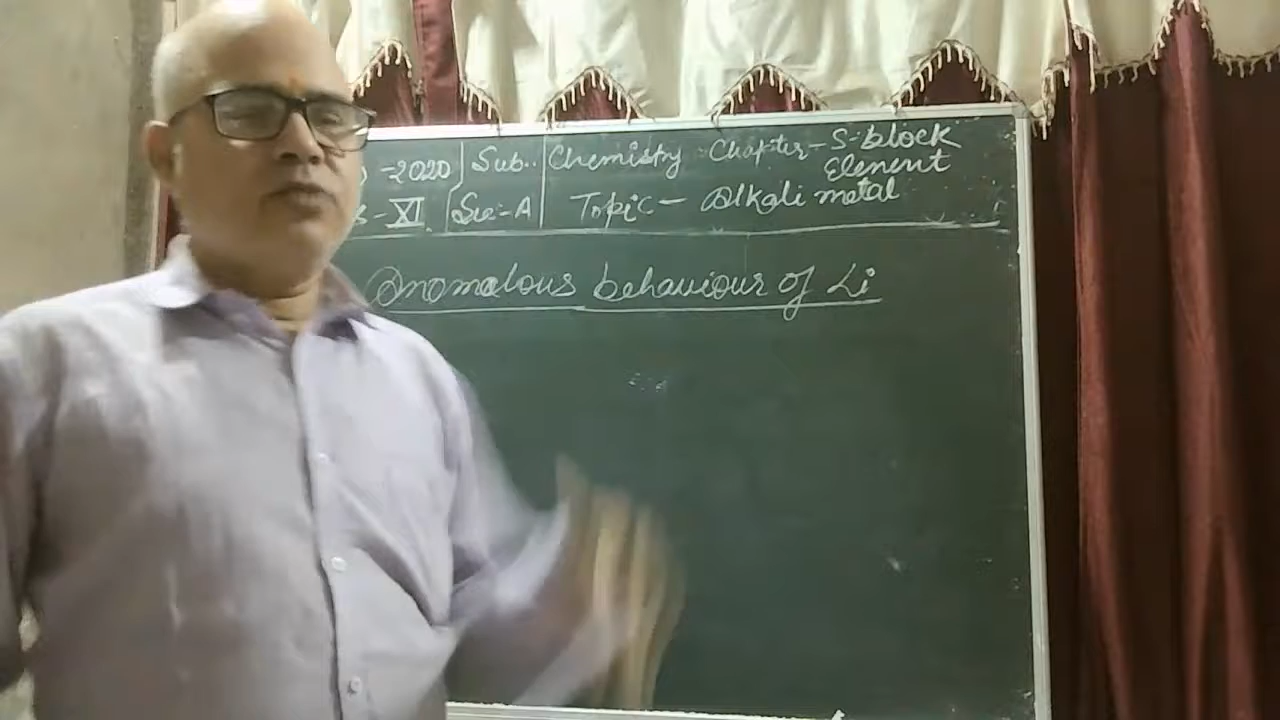 -2020 Sub.. Chemistry Chapter- S-block
Element
-XI Sec-A Topic- Alkali metal
Anomalous behaviour of Li